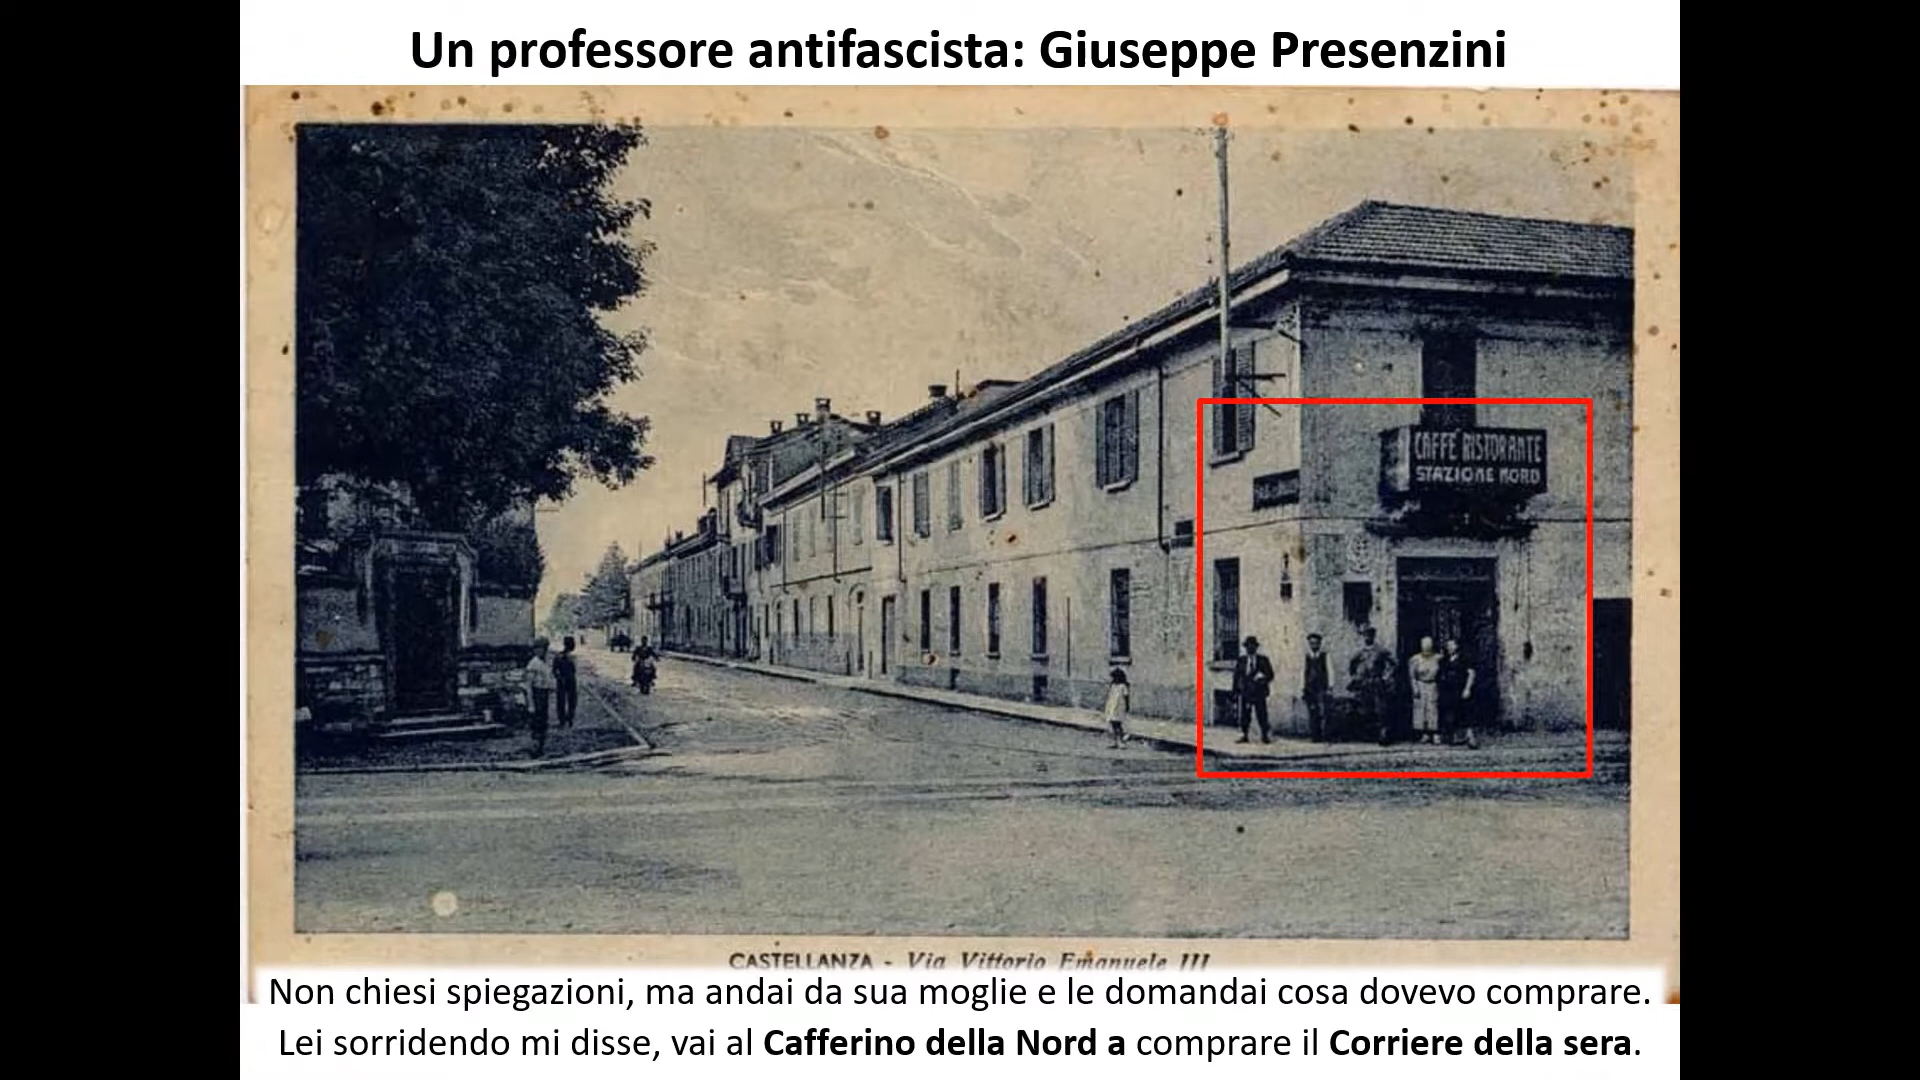 Un professore antifascista: Giuseppe Presenzini
CAFFÈ RISTORANTE
STAZIONE NORD
CASTELLANZA - Via Vittorio Emanuele III
Non chiesi spiegazioni, ma andai da sua moglie e le domandai cosa dovevo comprare.
Lei sorridendo mi disse, vai al Cafferino della Nord a comprare il Corriere della sera.